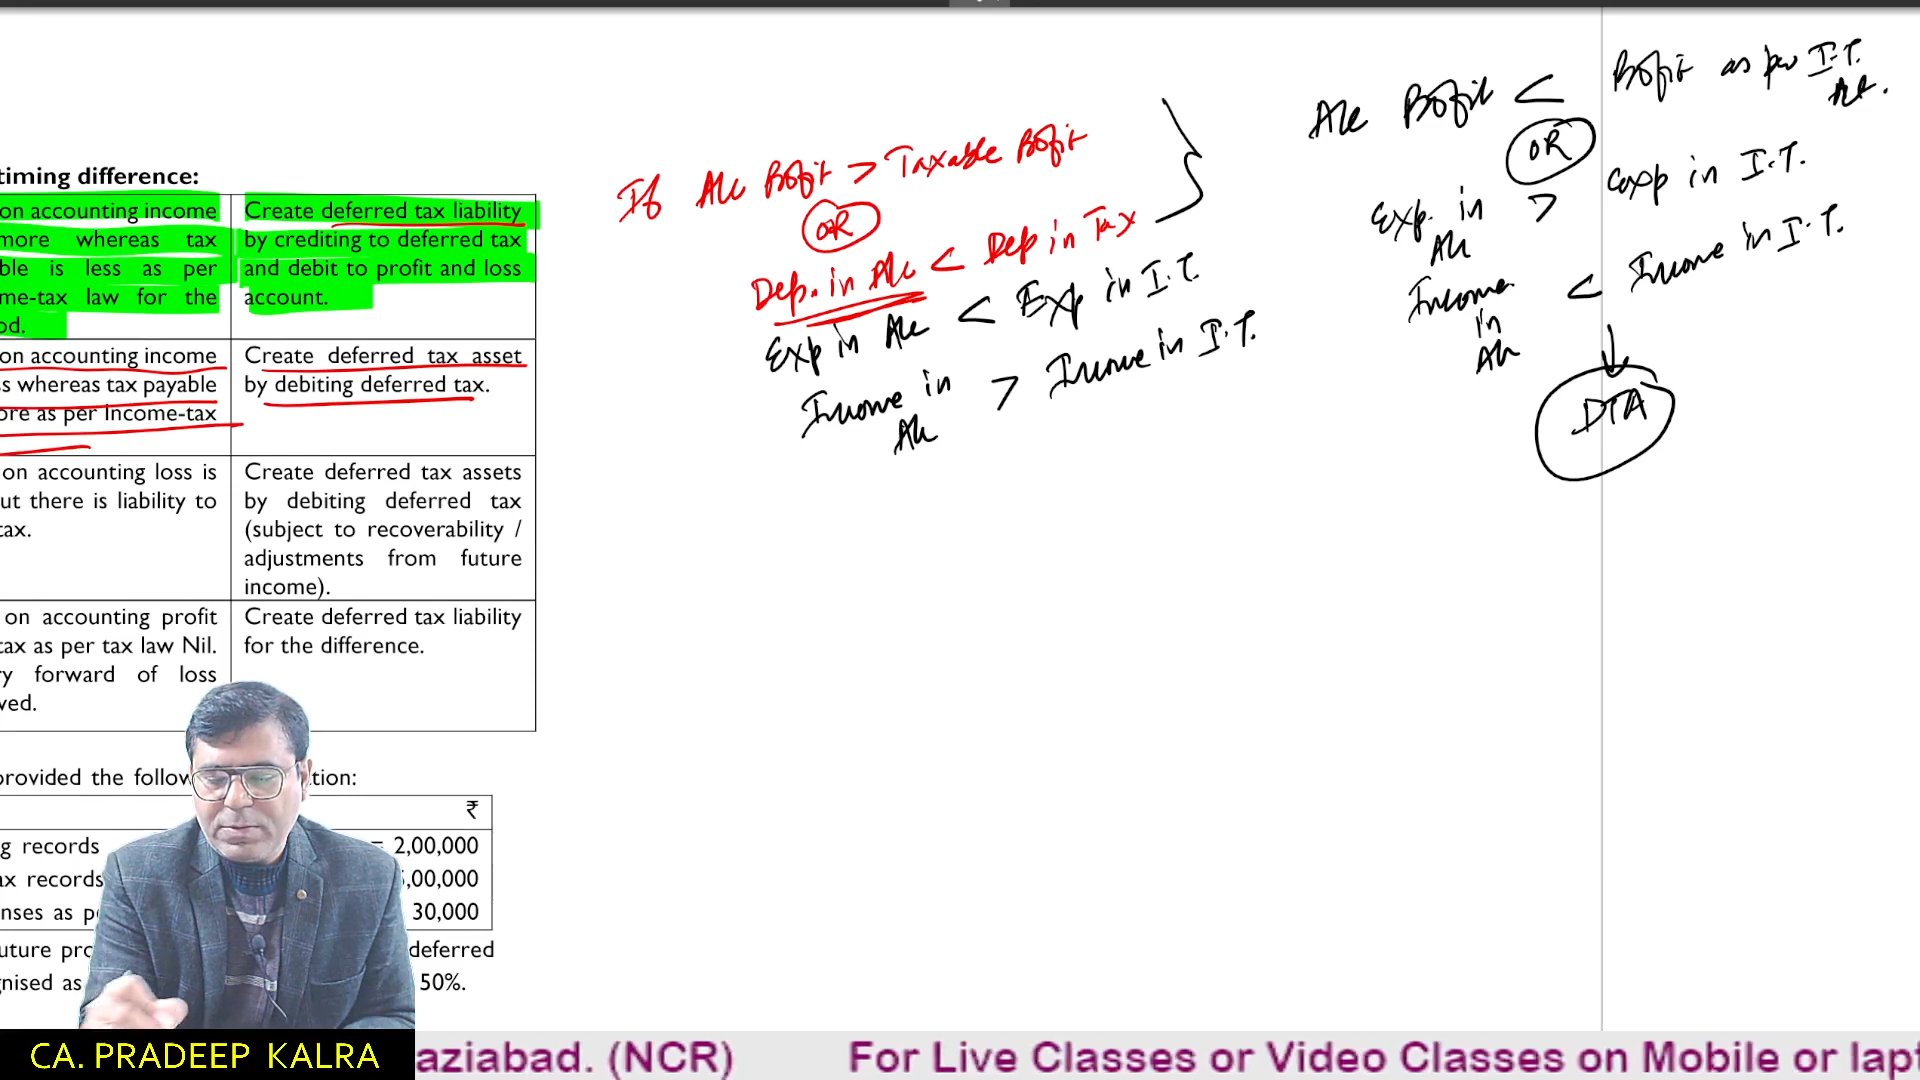 timing difference:
on accounting income
more whereas tax
ble is less as per
me-tax law for the
od.
Create deferred tax liability
by crediting to deferred tax
and debit to profit and loss
account.
on accounting income
s whereas tax payable
ore as per Income-tax
Create deferred tax asset
by debiting deferred tax.
on accounting loss is
ut there is liability to
tax.
Create deferred tax assets
by debiting deferred tax
(subject to recoverability /
adjustments from future
income).
on accounting profit
tax as per tax law Nil.
ry forward of loss
ved.
Create deferred tax liability
for the difference.
provided the follow tion:
₹
g records = 2,00,000
ax records ,00,000
nses as pe 30,000
uture pro deferred
gnised as 50%.
If A/c Profit > Taxable Profit
OR
Dep. in A/c < Dep in Tax
Exp in A/c < Exp in I.T.
Income in A/c > Income in I.T.
A/c Profit < Profit as per I.T. Act.
OR
Exp. in A/c > exp in I.T.
Income in A/c < Income in I.T.
DTA
CA. PRADEEP KALRA
aziabad. (NCR) For Live Classes or Video Classes on Mobile or lapt